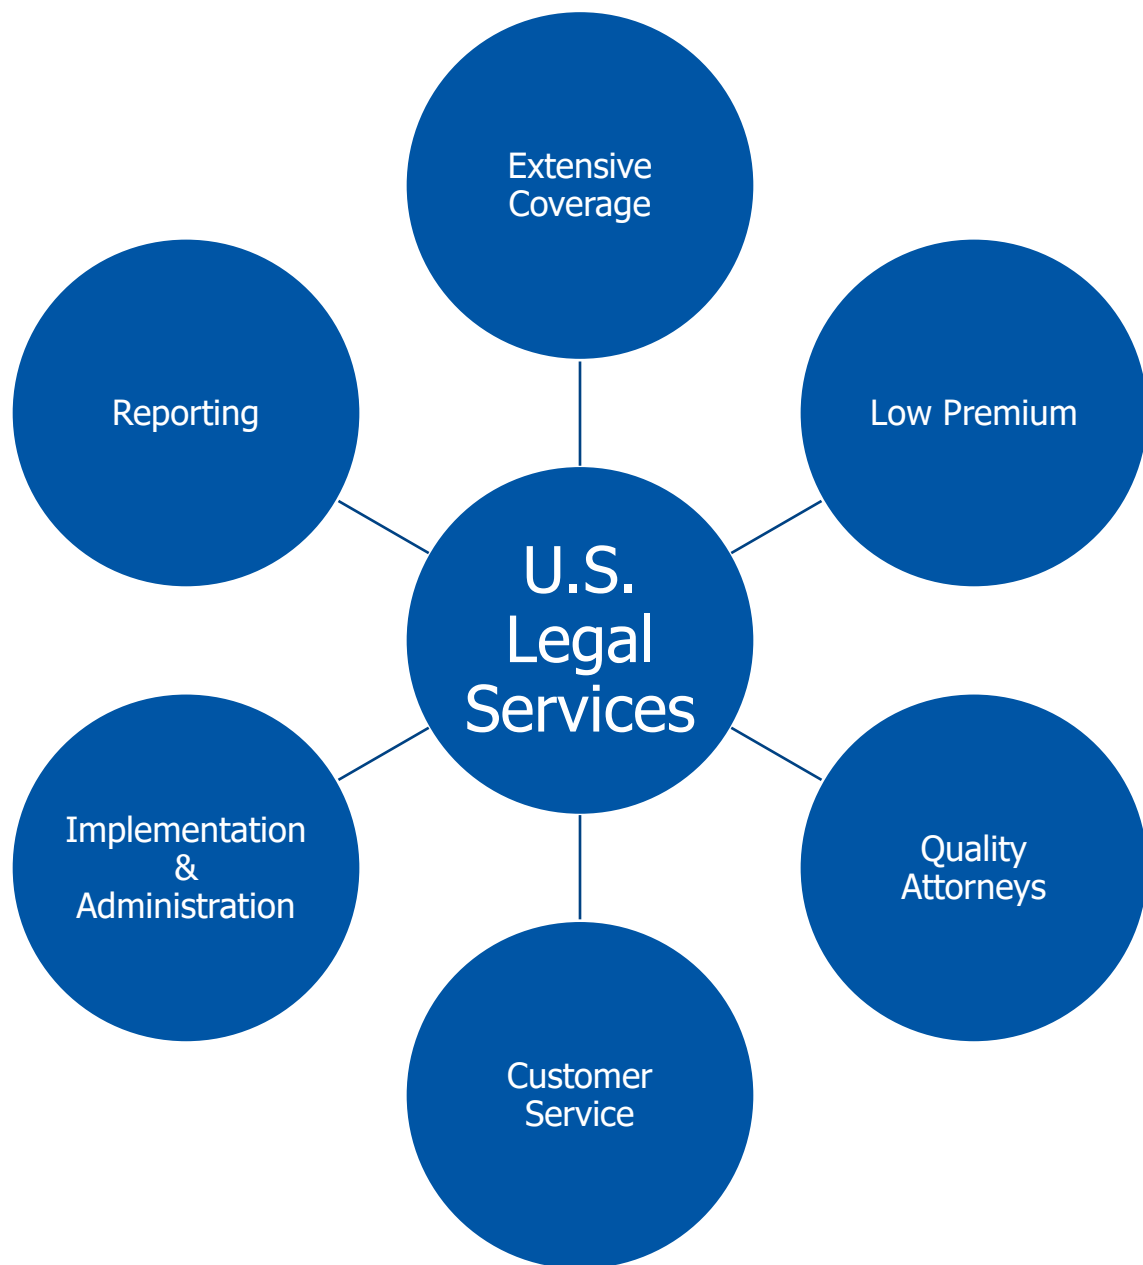 Extensive
Coverage
Reporting
Low Premium
U.S.
Legal
Services
Implementation
&
Administration
Quality
Attorneys
Customer
Service